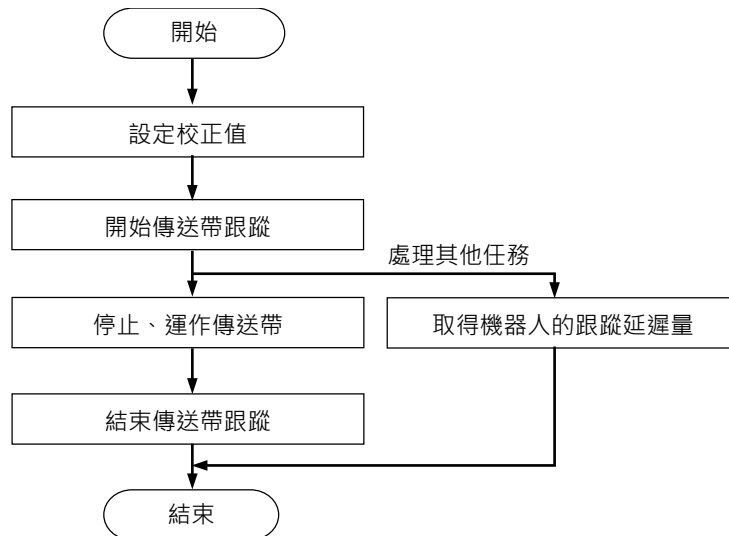 開始
設定校正值
開始傳送帶跟蹤
處理其他任務
停止、運作傳送帶
取得機器人的跟蹤延遲量
結束傳送帶跟蹤
結束